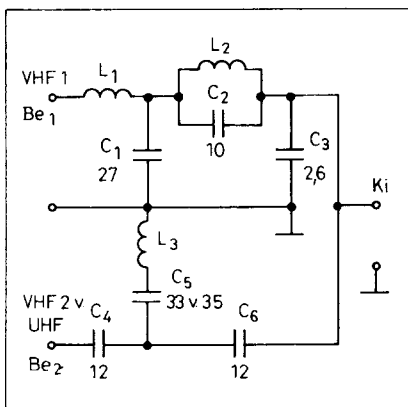 L₂
VHF 1
L₁
Be₁
C₂
10
C₁
27
C₃
2,6
Ki
L₃
C₅
33 v. 35
VHF 2 v
UHF
C₄
C₆
Be₂
12
12